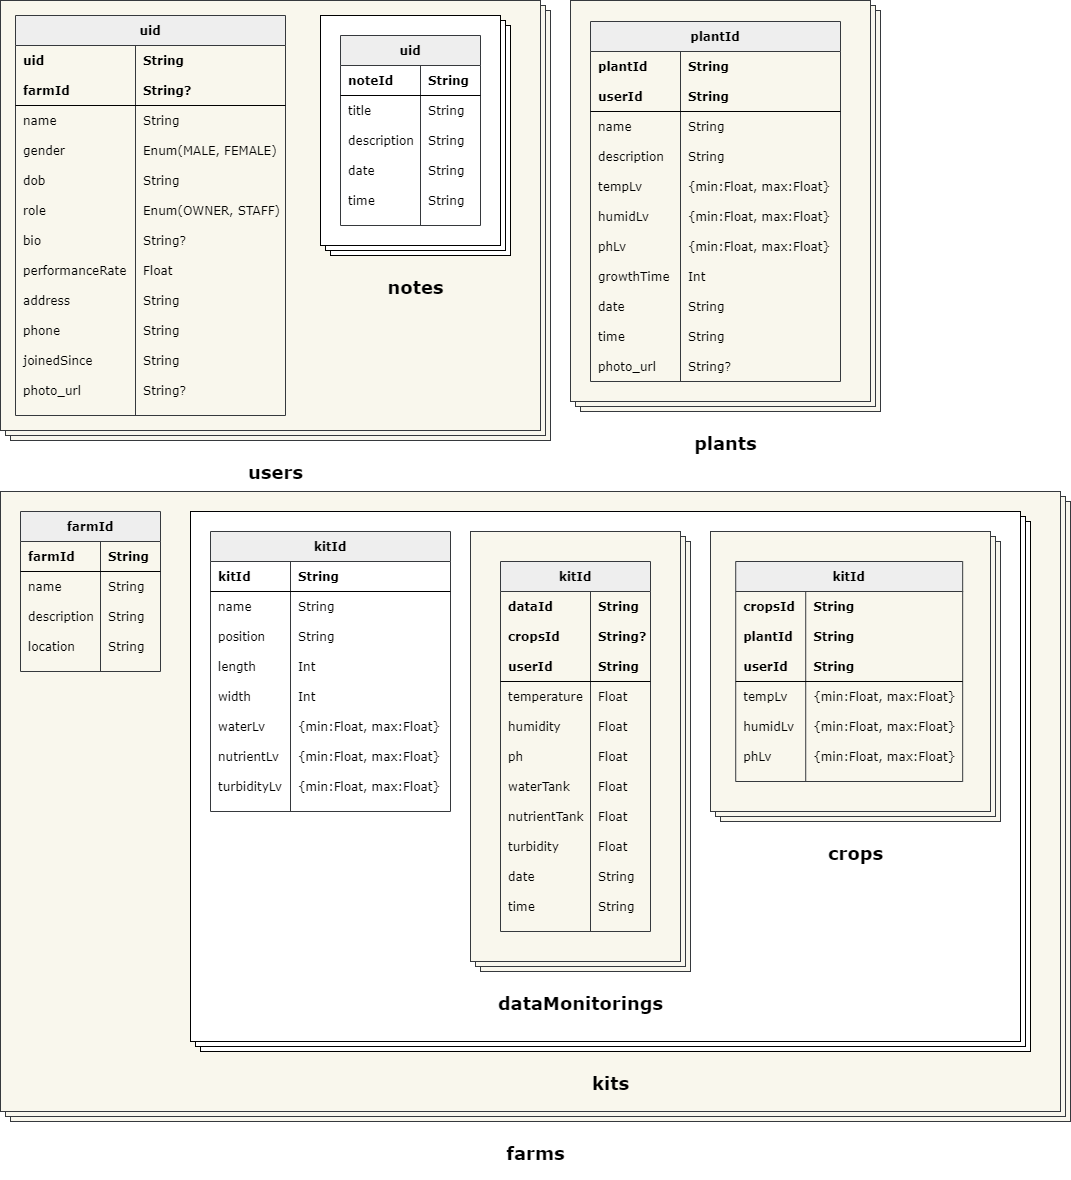 uid
uid String
farmId String?
name String
gender Enum(MALE, FEMALE)
dob String
role Enum(OWNER, STAFF)
bio String?
performanceRate Float
address String
phone String
joinedSince String
photo_url String?
uid
noteId String
title String
description String
date String
time String
notes
users
plantId
plantId String
userId String
name String
description String
tempLv {min:Float, max:Float}
humidLv {min:Float, max:Float}
phLv {min:Float, max:Float}
growthTime Int
date String
time String
photo_url String?
plants
farmId
farmId String
name String
description String
location String
kitId
kitId String
name String
position String
length Int
width Int
waterLv {min:Float, max:Float}
nutrientLv {min:Float, max:Float}
turbidityLv {min:Float, max:Float}
kitId
dataId String
cropsId String?
userId String
temperature Float
humidity Float
ph Float
waterTank Float
nutrientTank Float
turbidity Float
date String
time String
dataMonitorings
kitId
cropsId String
plantId String
userId String
tempLv {min:Float, max:Float}
humidLv {min:Float, max:Float}
phLv {min:Float, max:Float}
crops
kits
farms